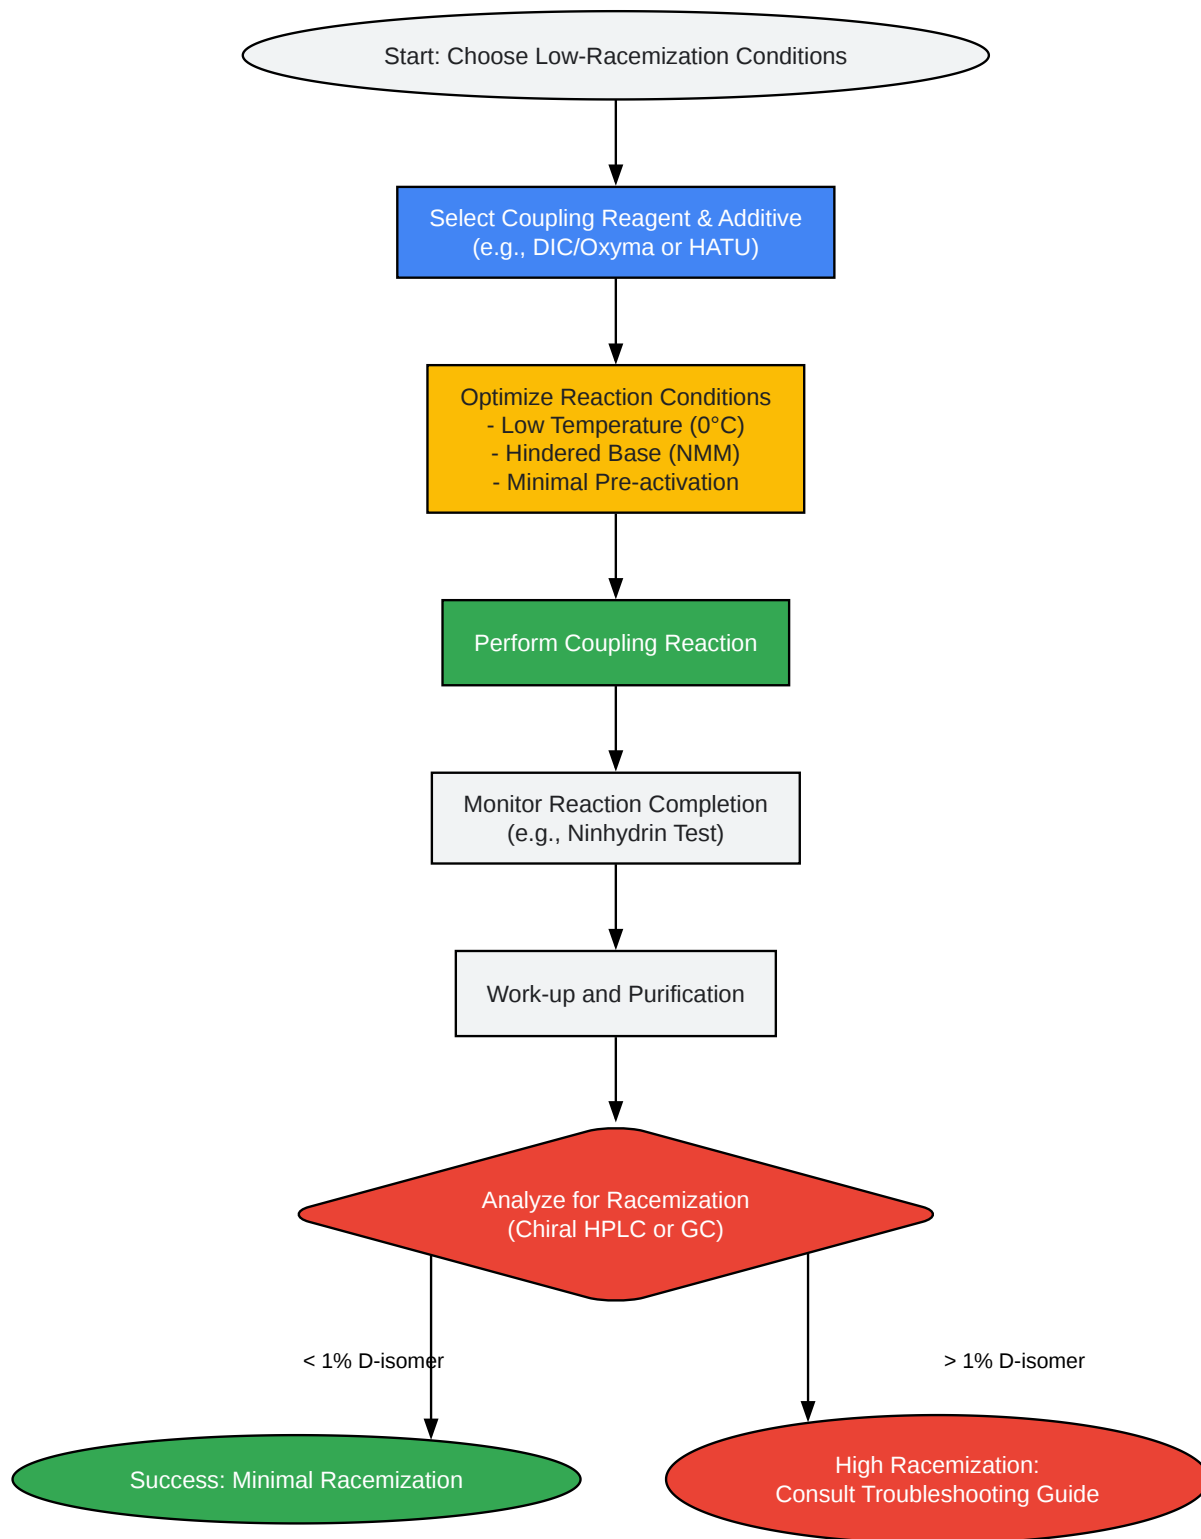 Start: Choose Low-Racemization Conditions
Select Coupling Reagent & Additive
(e.g., DIC/Oxyma or HATU)
Optimize Reaction Conditions
- Low Temperature (0°C)
- Hindered Base (NMM)
- Minimal Pre-activation
Perform Coupling Reaction
Monitor Reaction Completion
(e.g., Ninhydrin Test)
Work-up and Purification
Analyze for Racemization
(Chiral HPLC or GC)
< 1% D-isomer
> 1% D-isomer
Success: Minimal Racemization
High Racemization:
Consult Troubleshooting Guide